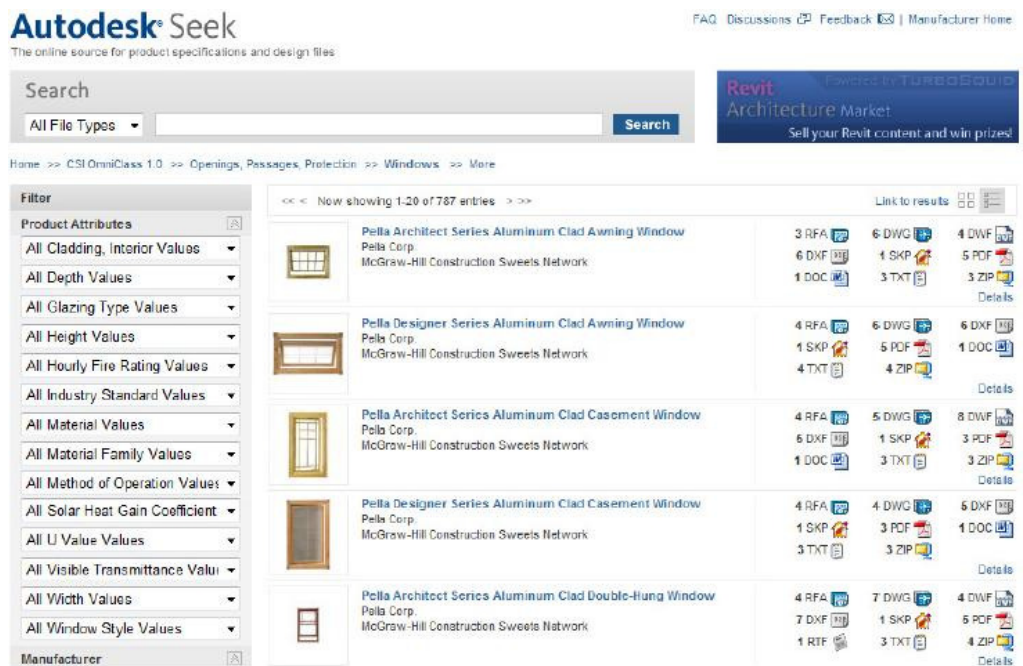 Autodesk® Seek
The online source for product specifications and design files
FAQ Discussions Feedback | Manufacturer Home
Search
All File Types
Search
Revit
Powered by TURBOSQUID
Architecture Market
Sell your Revit content and win prizes!
Home >> CSI OmniClass 1.0 >> Openings, Passages, Protection >> Windows >> More
Filter
Product Attributes
All Cladding, Interior Values
All Depth Values
All Glazing Type Values
All Height Values
All Hourly Fire Rating Values
All Industry Standard Values
All Material Values
All Material Family Values
All Method of Operation Values
All Solar Heat Gain Coefficient
All U Value Values
All Visible Transmittance Valu
All Width Values
All Window Style Values
Manufacturer
<< < Now showing 1-20 of 787 entries > >>
Link to results
Pella Architect Series Aluminum Clad Awning Window
Pella Corp.
McGraw-Hill Construction Sweets Network
3 RFA 6 DWG 4 DWF
6 DXF 1 SKP 5 PDF
1 DOC 3 TXT 3 ZIP
Details
Pella Designer Series Aluminum Clad Awning Window
Pella Corp.
McGraw-Hill Construction Sweets Network
4 RFA 6 DWG 6 DXF
1 SKP 5 PDF 1 DOC
4 TXT 4 ZIP
Details
Pella Architect Series Aluminum Clad Casement Window
Pella Corp.
McGraw-Hill Construction Sweets Network
4 RFA 5 DWG 8 DWF
5 DXF 1 SKP 3 PDF
1 DOC 3 TXT 3 ZIP
Details
Pella Designer Series Aluminum Clad Casement Window
Pella Corp.
McGraw-Hill Construction Sweets Network
4 RFA 4 DWG 5 DXF
1 SKP 3 PDF 1 DOC
3 TXT 3 ZIP
Details
Pella Architect Series Aluminum Clad Double-Hung Window
Pella Corp.
McGraw-Hill Construction Sweets Network
4 RFA 7 DWG 4 DWF
7 DXF 1 SKP 5 PDF
1 RTF 3 TXT 4 ZIP
Details